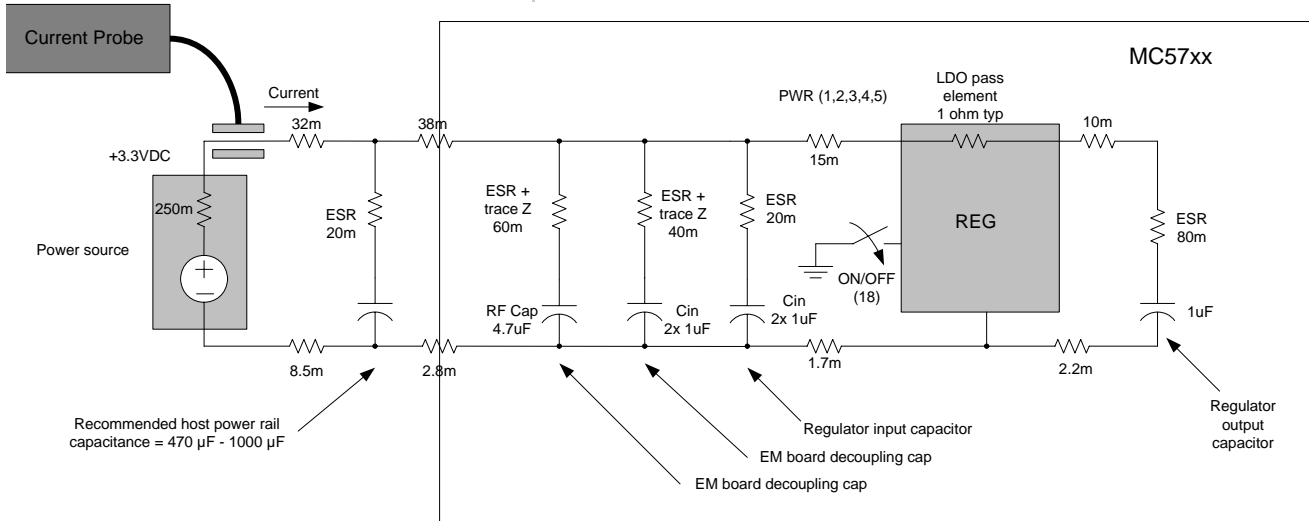 Current Probe
MC57xx
Current
32m
38m
PWR (1,2,3,4,5)
LDO pass
element
1 ohm typ
10m
+3.3VDC
15m
250m
ESR
20m
ESR +
trace Z
60m
ESR +
trace Z
40m
ESR
20m
REG
ESR
80m
Power source
ON/OFF
(18)
RF Cap
4.7uF
Cin
2x 1uF
Cin
2x 1uF
1uF
8.5m
2.8m
1.7m
2.2m
Recommended host power rail
capacitance = 470 µF - 1000 µF
Regulator input capacitor
EM board decoupling cap
EM board decoupling cap
Regulator
output
capacitor